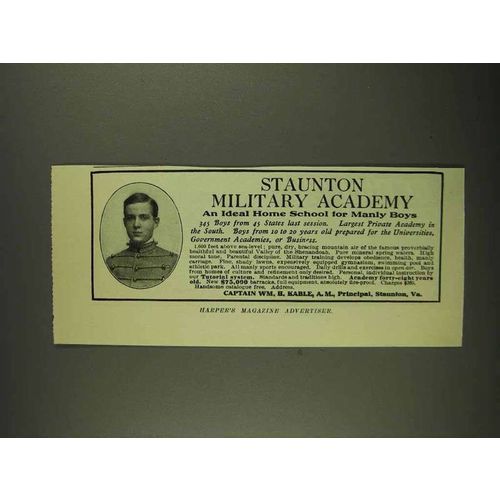 STAUNTON
MILITARY ACADEMY
An Ideal Home School for Manly Boys
345 Boys from 45 States last session. Largest Private Academy in
the South. Boys from 10 to 20 years old prepared for the Universities,
Government Academies, or Business.
1,600 feet above sea-level; pure, dry, bracing mountain air of the famous proverbially
healthful and beautiful Valley of the Shenandoah. Pure mineral spring waters. High
moral tone. Parental discipline. Military training develops obedience, health, manly
carriage. Fine, shady lawns, expensively equipped gymnasium, swimming pool and
athletic park. All manly sports encouraged. Daily drills and exercises in open air. Boys
from homes of culture and refinement only desired. Personal, individual instruction by
our Tutorial system. Standards and traditions high. Academy forty-eight years
old. New $75,000 barracks, full equipment, absolutely fire-proof. Charges
Handsome catalogue free. Address
CAPTAIN WM. H. KABLE, A. M., Principal, Staunton, Va.
HARPER'S MAGAZINE ADVERTISER.